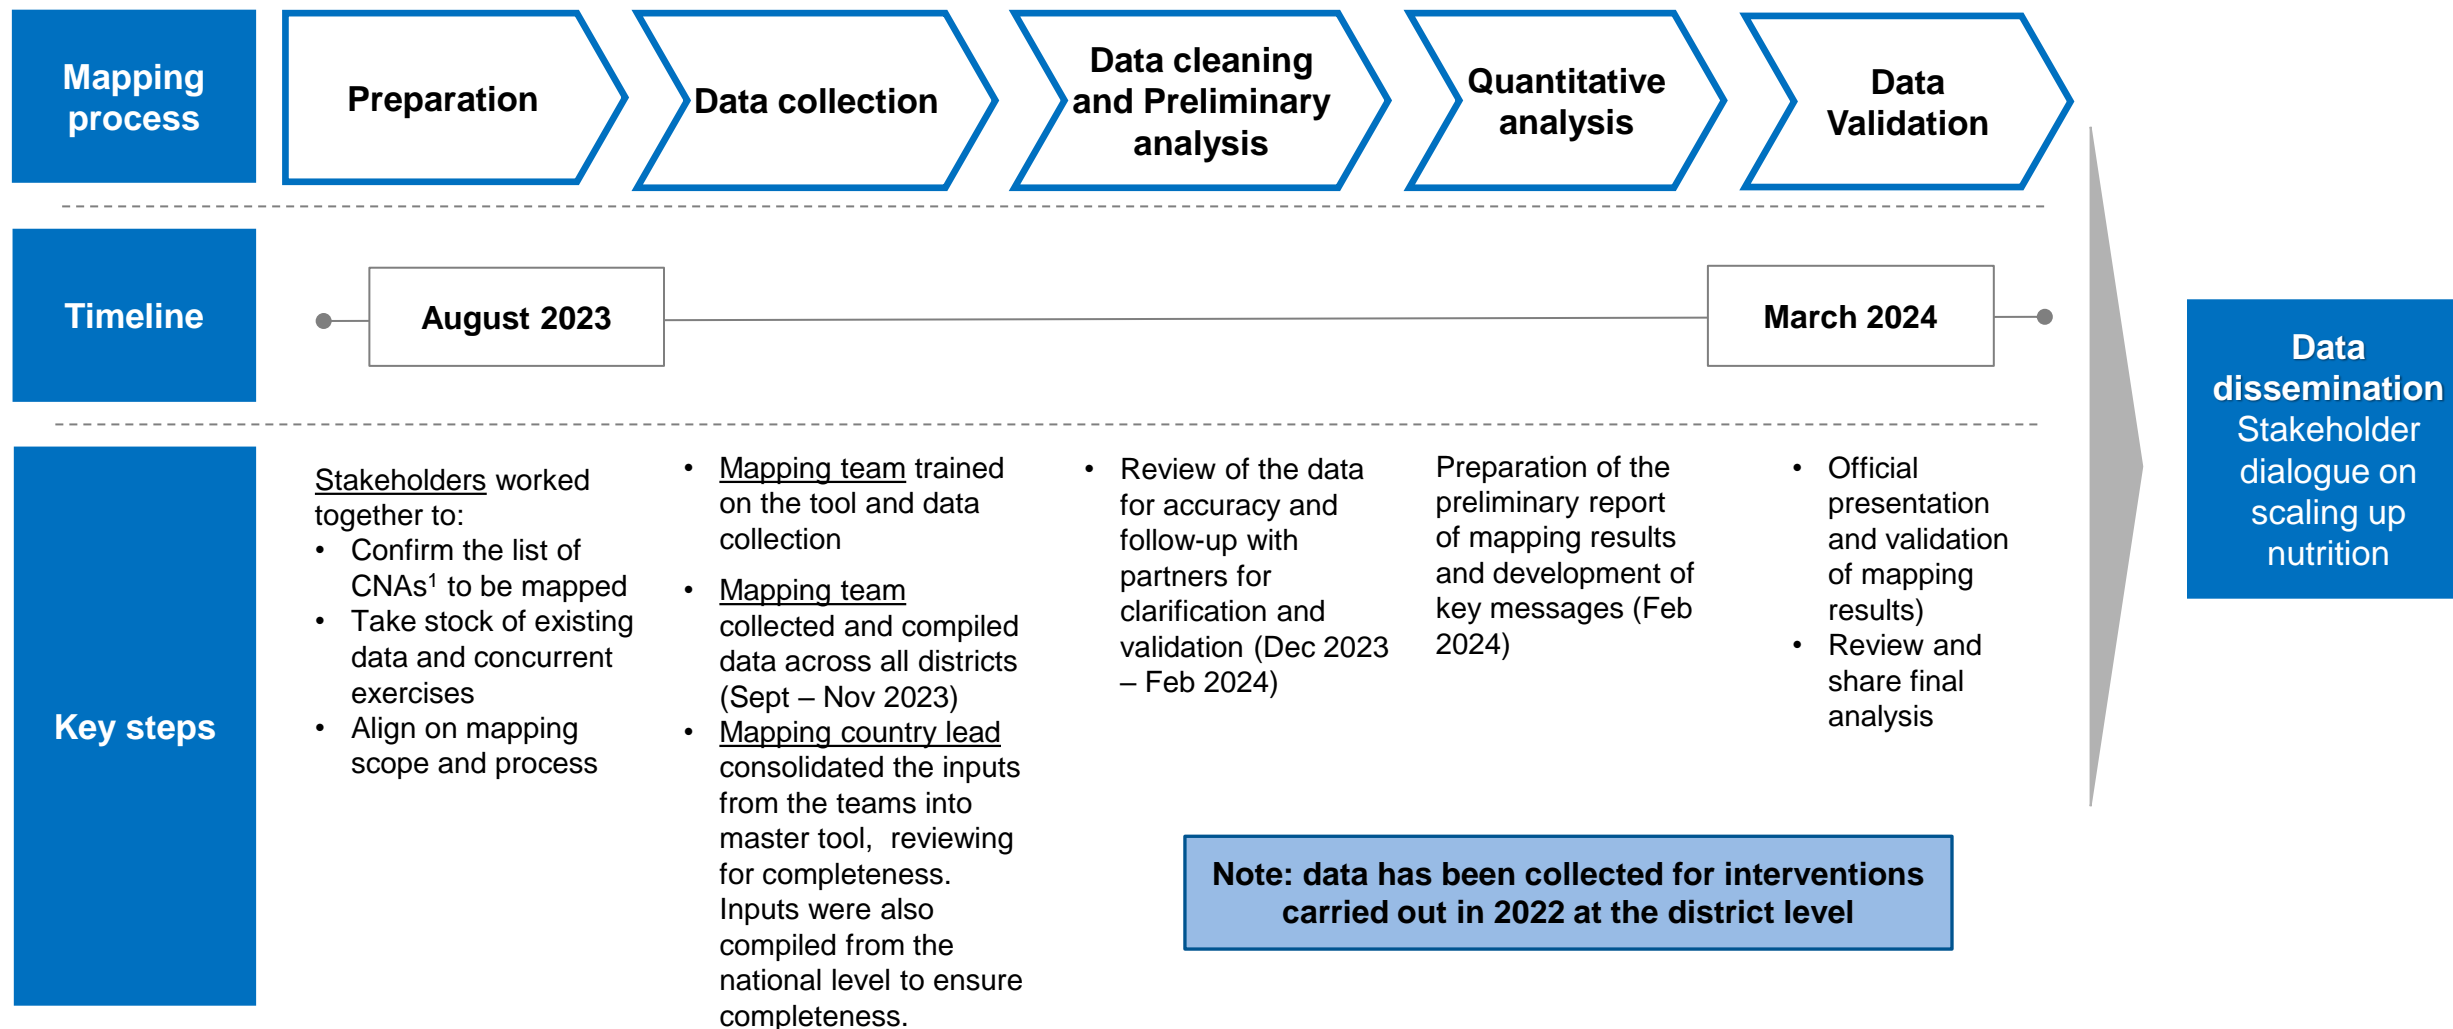 Mapping
process
Preparation
Data collection
Data cleaning
and Preliminary
analysis
Quantitative
analysis
Data
Validation
Timeline
August 2023
March 2024
Key steps
Stakeholders worked
together to:
• Confirm the list of
CNAs¹ to be mapped
• Take stock of existing
data and concurrent
exercises
• Align on mapping
scope and process
• Mapping team trained
on the tool and data
collection
• Mapping team
collected and compiled
data across all districts
(Sept – Nov 2023)
• Mapping country lead
consolidated the inputs
from the teams into
master tool, reviewing
for completeness.
Inputs were also
compiled from the
national level to ensure
completeness.
• Review of the data
for accuracy and
follow-up with
partners for
clarification and
validation (Dec 2023
– Feb 2024)
Preparation of the
preliminary report
of mapping results
and development of
key messages (Feb
2024)
• Official
presentation
and validation
of mapping
results)
• Review and
share final
analysis
Note: data has been collected for interventions
carried out in 2022 at the district level
Data
dissemination
Stakeholder
dialogue on
scaling up
nutrition